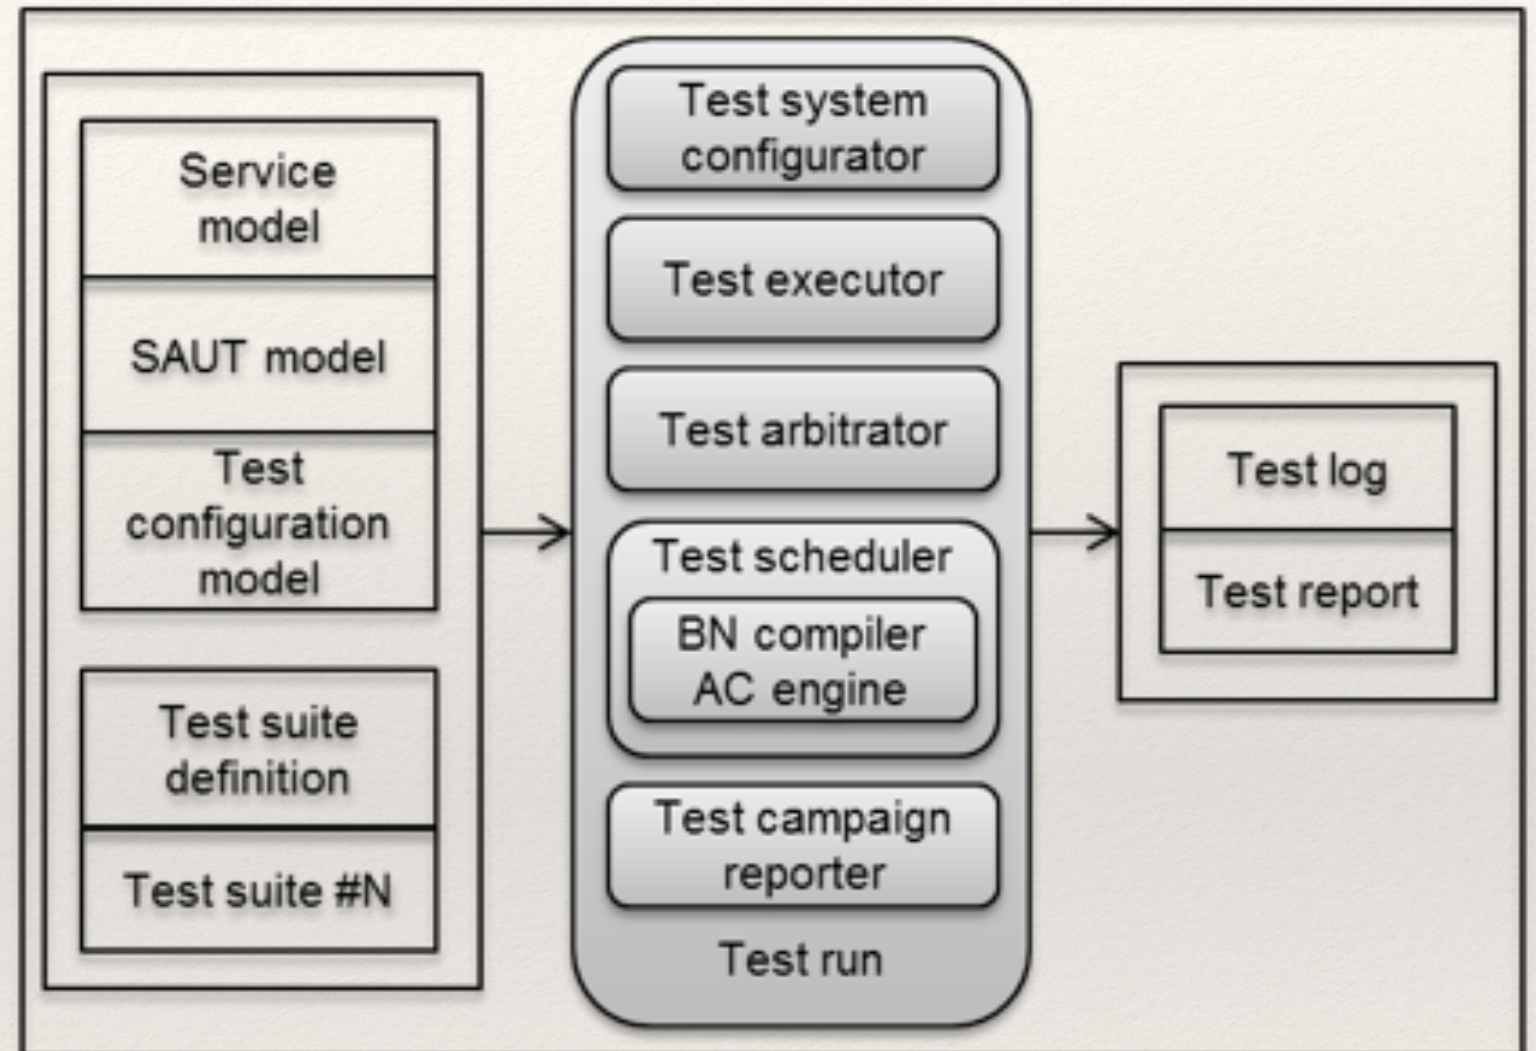 Service
model
SAUT model
Test
configuration
model
Test suite
definition
Test suite #N
Test system
configurator
Test executor
Test arbitrator
Test scheduler
BN compiler
AC engine
Test campaign
reporter
Test run
Test log
Test report